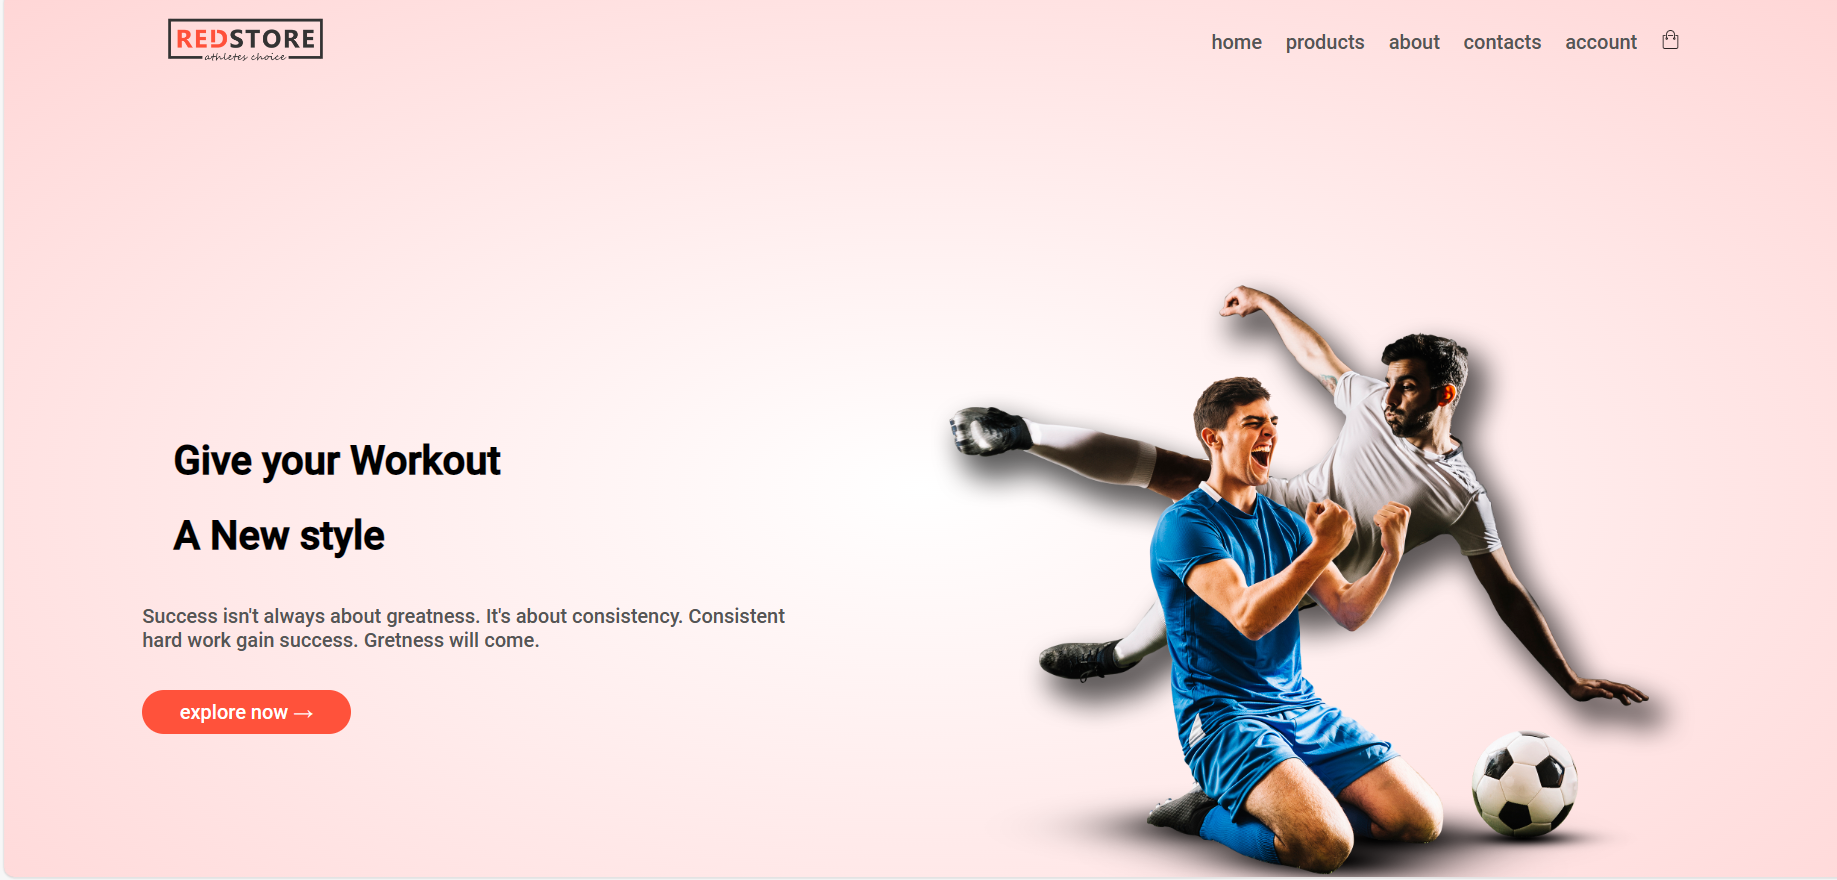 REDSTORE
athletes choice
home products about contacts account
Give your Workout
A New style
Success isn't always about greatness. It's about consistency. Consistent
hard work gain success. Gretness will come.
explore now →